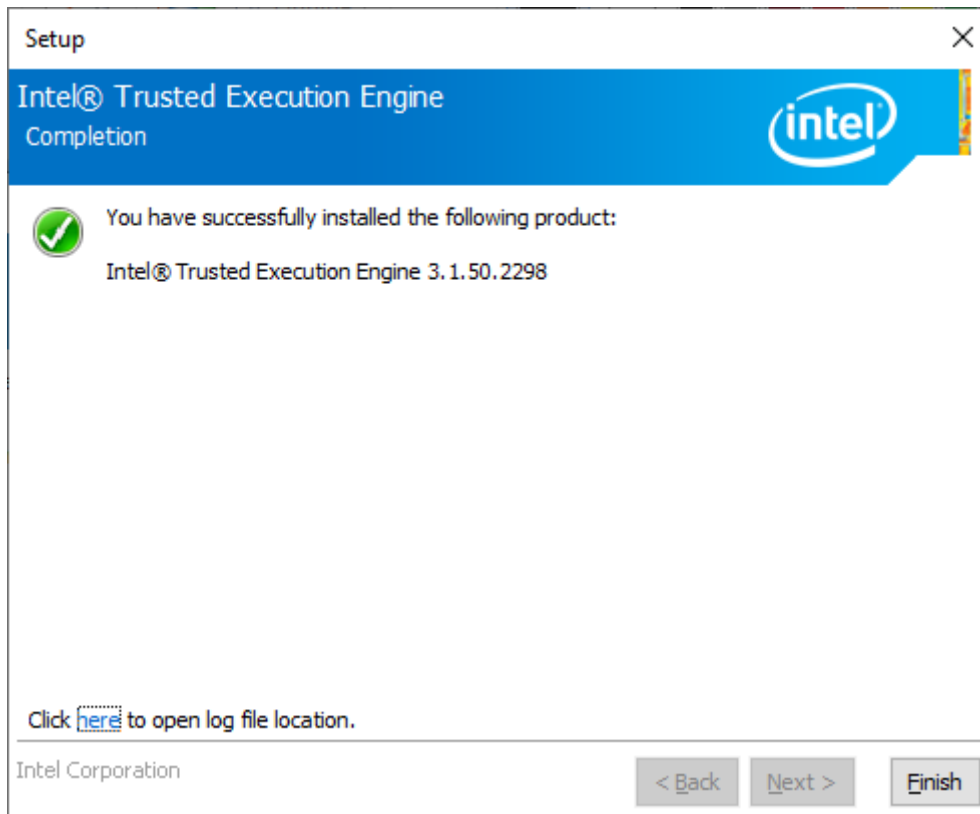 Setup
Intel® Trusted Execution Engine
Completion
intel
You have successfully installed the following product:
Intel® Trusted Execution Engine 3.1.50.2298
Click here to open log file location.
Intel Corporation
< Back Next > Finish